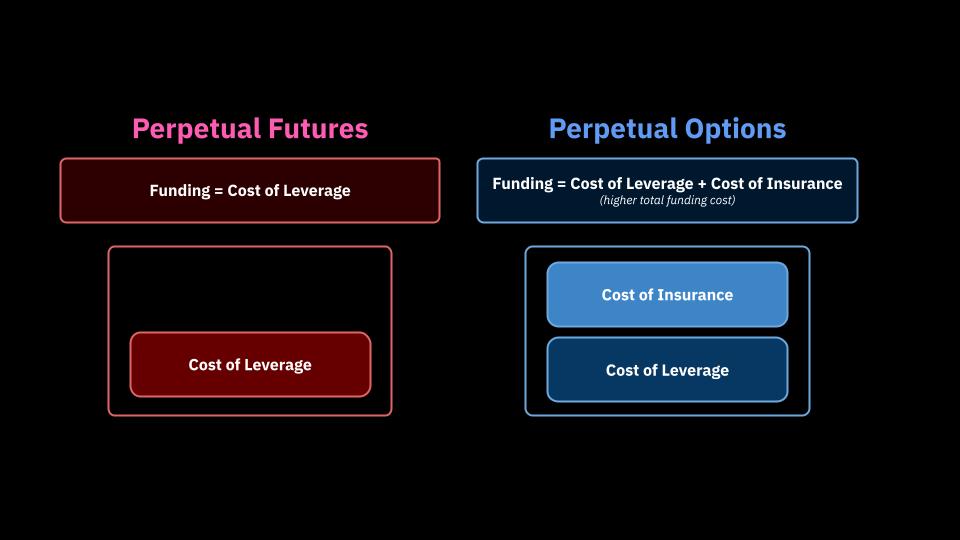 Perpetual Futures
Funding = Cost of Leverage
Cost of Leverage
Perpetual Options
Funding = Cost of Leverage + Cost of Insurance
(higher total funding cost)
Cost of Insurance
Cost of Leverage